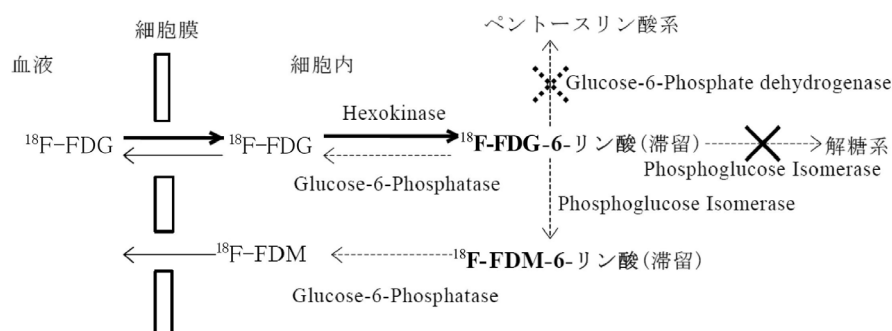 ペントースリン酸系
細胞膜
血液
細胞内
Glucose-6-Phosphate dehydrogenase
Hexokinase
¹⁸F-FDG
¹⁸F-FDG
¹⁸F-FDG-6-リン酸(滞留)
解糖系
Phosphoglucose Isomerase
Glucose-6-Phosphatase
Phosphoglucose Isomerase
¹⁸F-FDM
¹⁸F-FDM-6-リン酸(滞留)
Glucose-6-Phosphatase